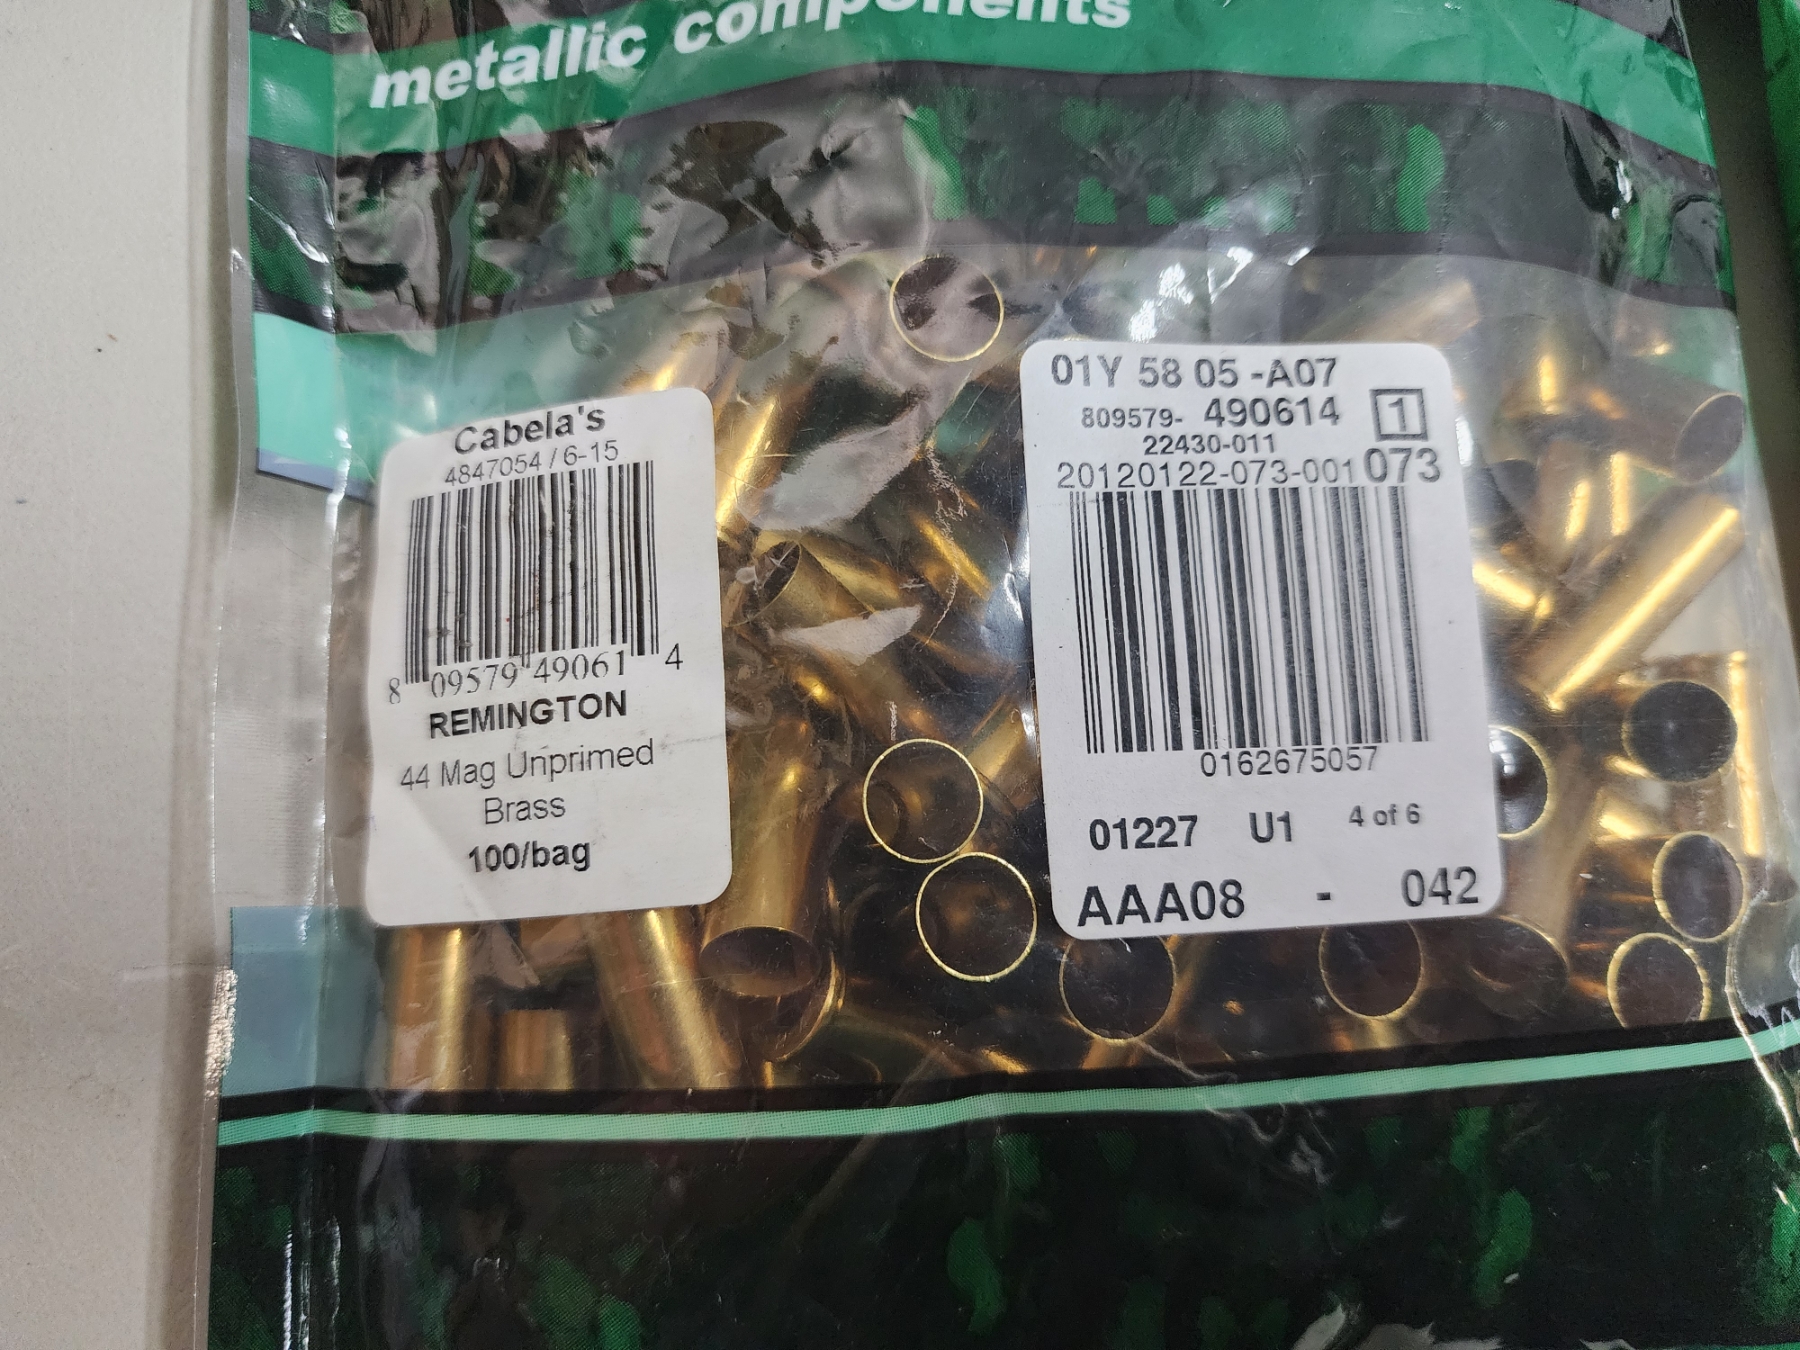 metallic components
Cabela's
4847054 / 6-15
8 09579 49061 4
REMINGTON
44 Mag Unprimed
Brass
100/bag
01Y 58 05 -A07
809579- 490614 1
22430-011
20120122-073-001 073
0162675057
01227 U1 4 of 6
AAA08 - 042